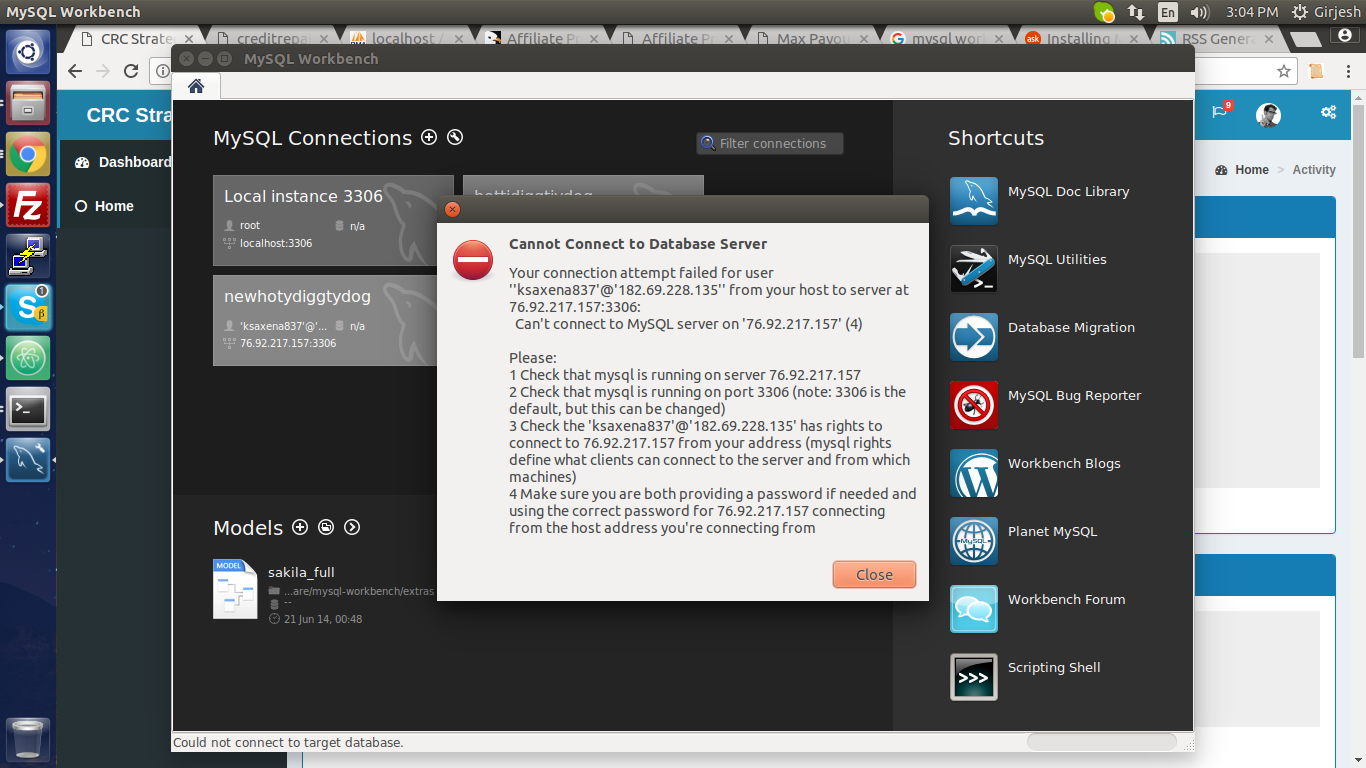 MySQL Workbench
En
3:04 PM
Girjesh
CRC Strate
creditrepa
localhost /
Affiliate Pr
Affiliate Pr
Max Payou
mysql work
ask
Installing
RSS Genera
MySQL Workbench
CRC Stra
9
Dashboard
Home
Home > Activity
MySQL Connections
Filter connections
Local instance 3306
root
n/a
localhost:3306
hottidiggtiydog
newhotydiggtydog
'ksaxena837'@'...
n/a
76.92.217.157:3306
Shortcuts
MySQL Doc Library
MySQL Utilities
Database Migration
MySQL Bug Reporter
Workbench Blogs
Planet MySQL
MySQL
Workbench Forum
Scripting Shell
>>>
Cannot Connect to Database Server
Your connection attempt failed for user
''ksaxena837'@'182.69.228.135'' from your host to server at
76.92.217.157:3306:
Can't connect to MySQL server on '76.92.217.157' (4)
Please:
1 Check that mysql is running on server 76.92.217.157
2 Check that mysql is running on port 3306 (note: 3306 is the
default, but this can be changed)
3 Check the 'ksaxena837'@'182.69.228.135' has rights to
connect to 76.92.217.157 from your address (mysql rights
define what clients can connect to the server and from which
machines)
4 Make sure you are both providing a password if needed and
using the correct password for 76.92.217.157 connecting
from the host address you're connecting from
Close
Models
MODEL
sakila_full
...are/mysql-workbench/extras
--
21 Jun 14, 00:48
Could not connect to target database.